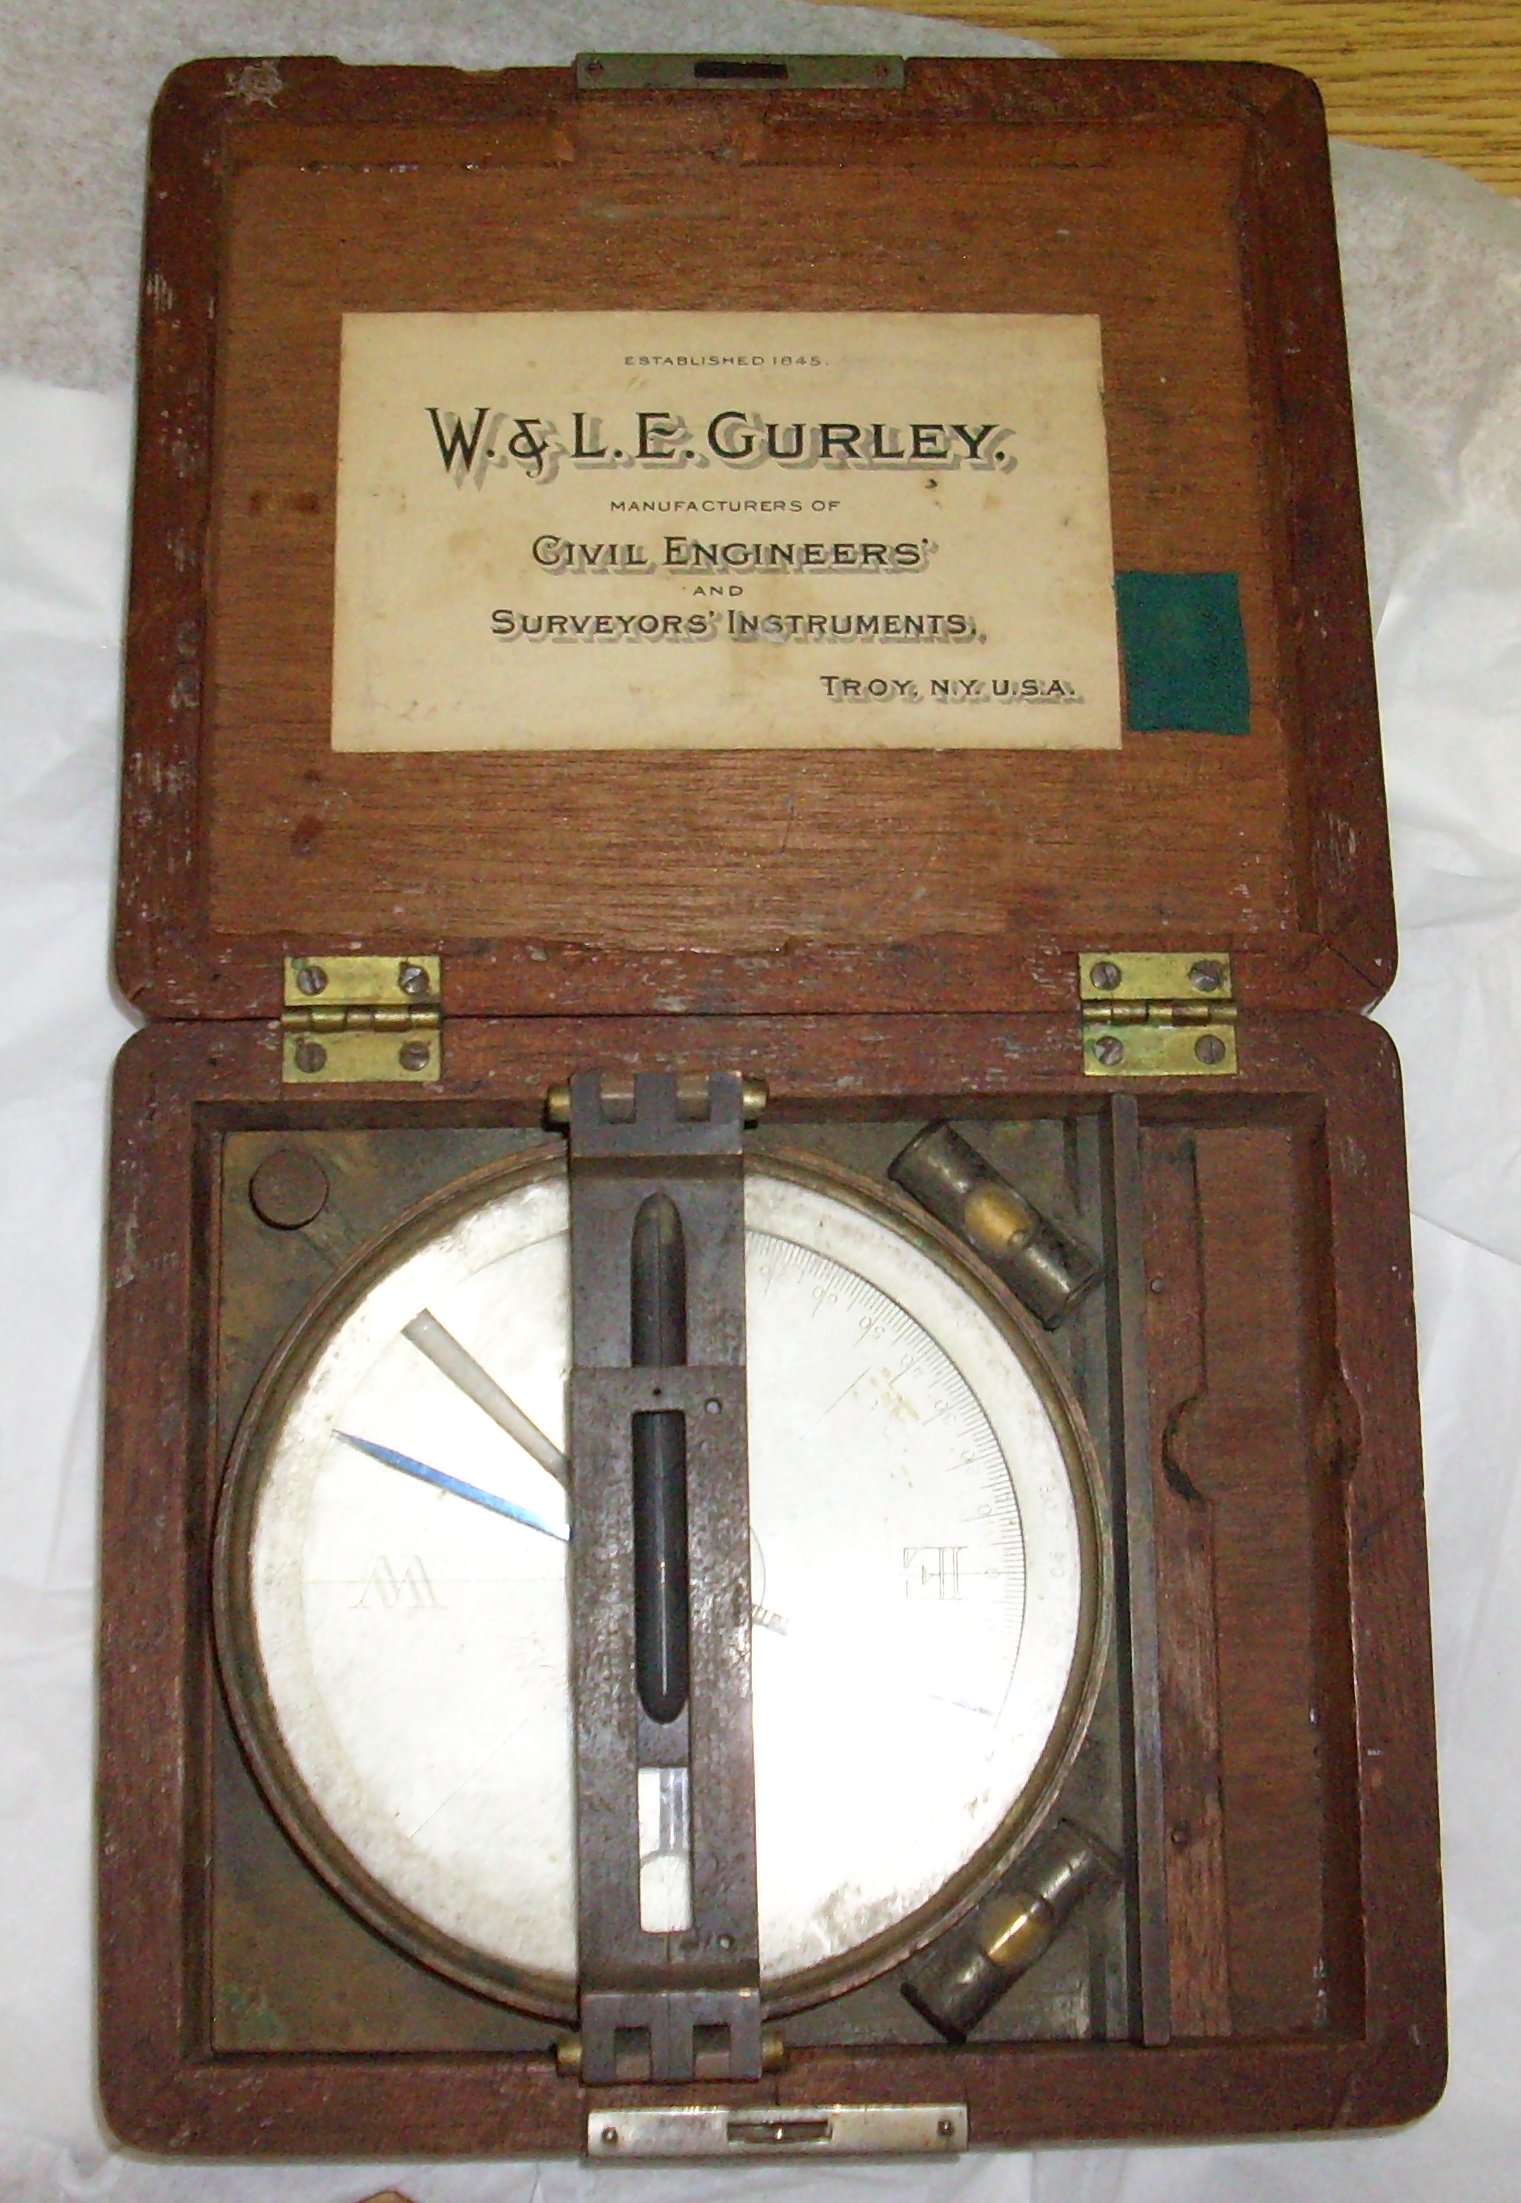 ESTABLISHED 1845.
W. & L. E. GURLEY.
MANUFACTURERS OF
CIVIL ENGINEERS'
AND
SURVEYORS' INSTRUMENTS.
TROY, N.Y. U.S.A.
W
E